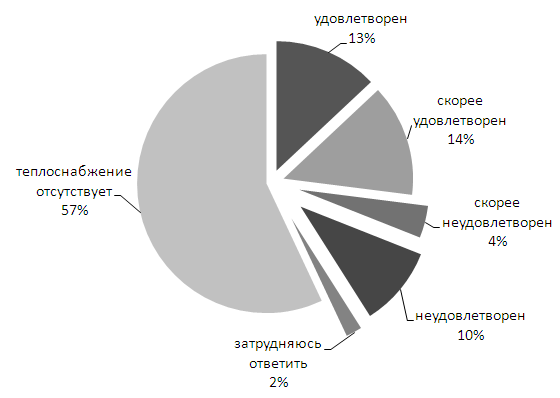 удовлетворен
13%
скорее
удовлетворен
14%
скорее
неудовлетворен
4%
неудовлетворен
10%
затрудняюсь
ответить
2%
теплоснабжение
отсутствует
57%